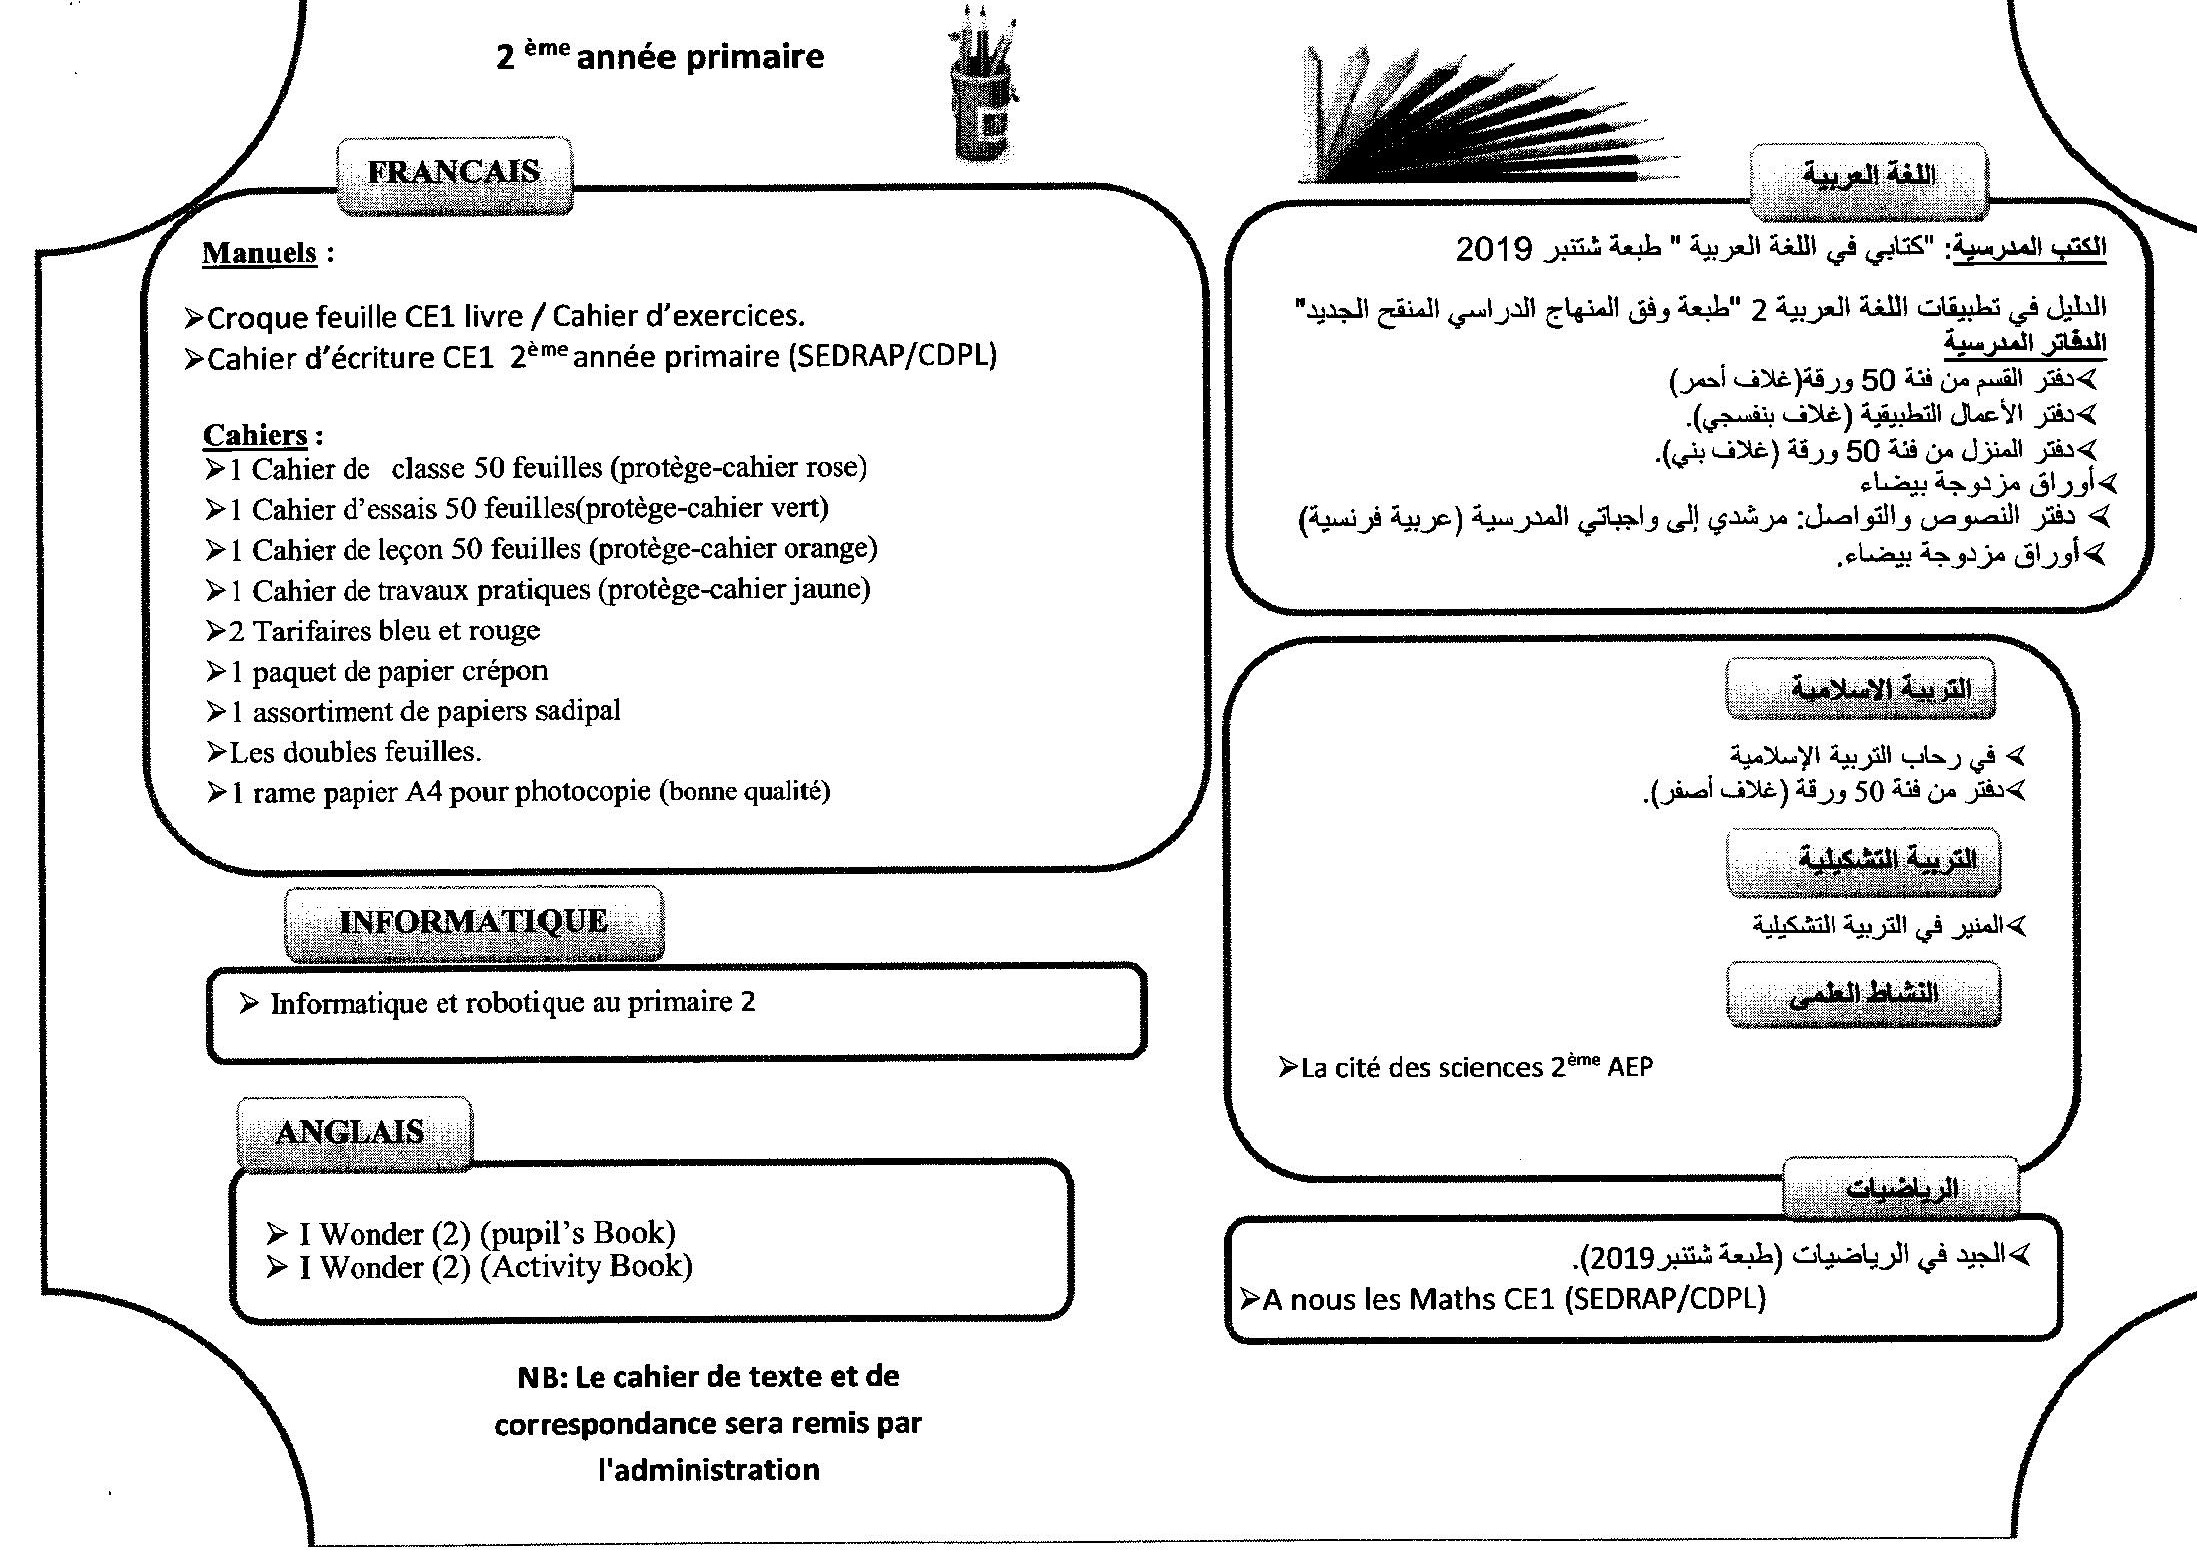 2 ème année primaire
FRANCAIS
Manuels :
➢Croque feuille CE1 livre / Cahier d'exercices.
➢Cahier d'écriture CE1 2ème année primaire (SEDRAP/CDPL)
Cahiers :
➢1 Cahier de classe 50 feuilles (protège-cahier rose)
➢1 Cahier d'essais 50 feuilles(protège-cahier vert)
➢1 Cahier de leçon 50 feuilles (protège-cahier orange)
➢1 Cahier de travaux pratiques (protège-cahier jaune)
➢2 Tarifaires bleu et rouge
➢1 paquet de papier crépon
➢1 assortiment de papiers sadipal
➢Les doubles feuilles.
➢1 rame papier A4 pour photocopie (bonne qualité)
INFORMATIQUE
➢ Informatique et robotique au primaire 2
ANGLAIS
➢ I Wonder (2) (pupil's Book)
➢ I Wonder (2) (Activity Book)
NB: Le cahier de texte et de
correspondance sera remis par
l'administration
اللغة العربية
الكتب المدرسية: "كتابي في اللغة العربية " طبعة شتنبر 2019
الدليل في تطبيقات اللغة العربية 2 "طبعة وفق المنهاج الدراسي المنقح الجديد"
الدفاتر المدرسية
➢دفتر القسم من فئة 50 ورقة(غلاف أحمر)
➢دفتر الأعمال التطبيقية (غلاف بنفسجي).
➢دفتر المنزل من فئة 50 ورقة (غلاف بني).
➢أوراق مزدوجة بيضاء
➢ دفتر النصوص والتواصل: مرشدي إلى واجباتي المدرسية (عربية فرنسية)
➢أوراق مزدوجة بيضاء.
التربية الاسلامية
➢ في رحاب التربية الإسلامية
➢دفتر من فئة 50 ورقة (غلاف أصفر).
التربية التشكيلية
➢المنير في التربية التشكيلية
النشاط العلمي
➢La cité des sciences 2ème AEP
الرياضيات
➢الجيد في الرياضيات (طبعة شتنبر2019).
➢A nous les Maths CE1 (SEDRAP/CDPL)